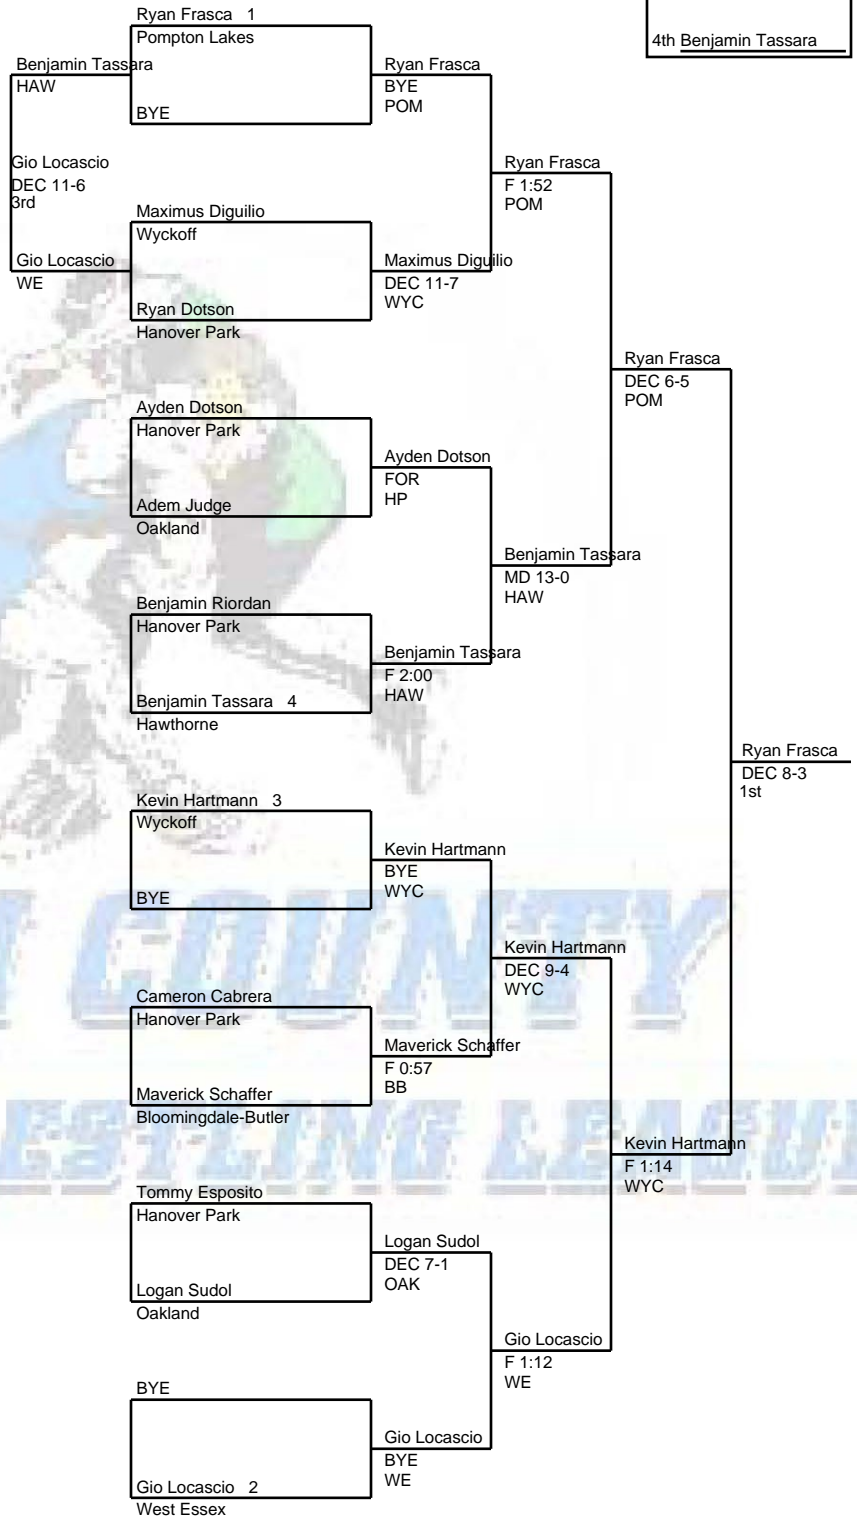 4th Benjamin Tassara
Ryan Frasca 1
Pompton Lakes
BYE
Benjamin Tassara
HAW
Gio Locascio
DEC 11-6
3rd
Gio Locascio
WE
Ryan Frasca
BYE
POM
Maximus Diguilio
Wyckoff
Ryan Dotson
Hanover Park
Maximus Diguilio
DEC 11-7
WYC
Ryan Frasca
F 1:52
POM
Ayden Dotson
Hanover Park
Adem Judge
Oakland
Ayden Dotson
FOR
HP
Benjamin Riordan
Hanover Park
Benjamin Tassara 4
Hawthorne
Benjamin Tassara
F 2:00
HAW
Benjamin Tassara
MD 13-0
HAW
Ryan Frasca
DEC 6-5
POM
Kevin Hartmann 3
Wyckoff
BYE
Kevin Hartmann
BYE
WYC
Cameron Cabrera
Hanover Park
Maverick Schaffer
Bloomingdale-Butler
Maverick Schaffer
F 0:57
BB
Kevin Hartmann
DEC 9-4
WYC
Tommy Esposito
Hanover Park
Logan Sudol
Oakland
Logan Sudol
DEC 7-1
OAK
BYE
Gio Locascio 2
West Essex
Gio Locascio
BYE
WE
Gio Locascio
F 1:12
WE
Kevin Hartmann
F 1:14
WYC
Ryan Frasca
DEC 8-3
1st
COUNTY